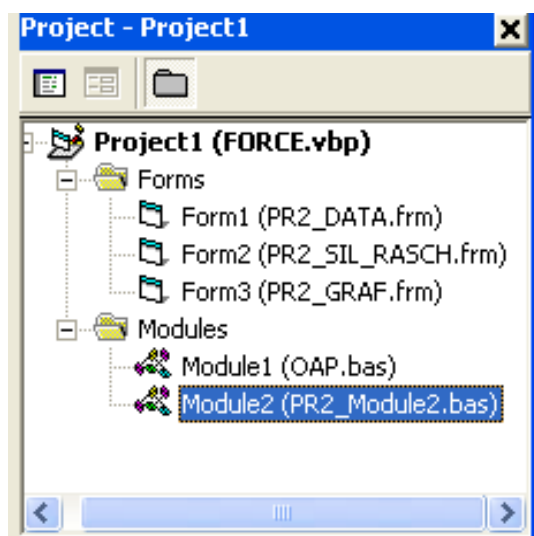 Project - Project1
Project1 (FORCE.vbp)
Forms
Form1 (PR2_DATA.frm)
Form2 (PR2_SIL_RASCH.frm)
Form3 (PR2_GRAF.frm)
Modules
Module1 (OAP.bas)
Module2 (PR2_Module2.bas)